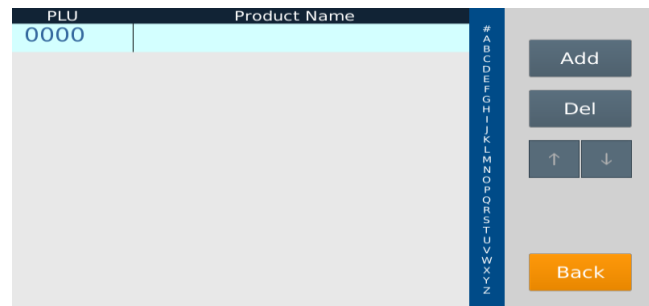 PLU Product Name
0000
#
A
B
C
D
E
F
G
H
I
J
K
L
M
N
O
P
Q
R
S
T
U
V
W
X
Y
Z
Add
Del
↑ ↓
Back